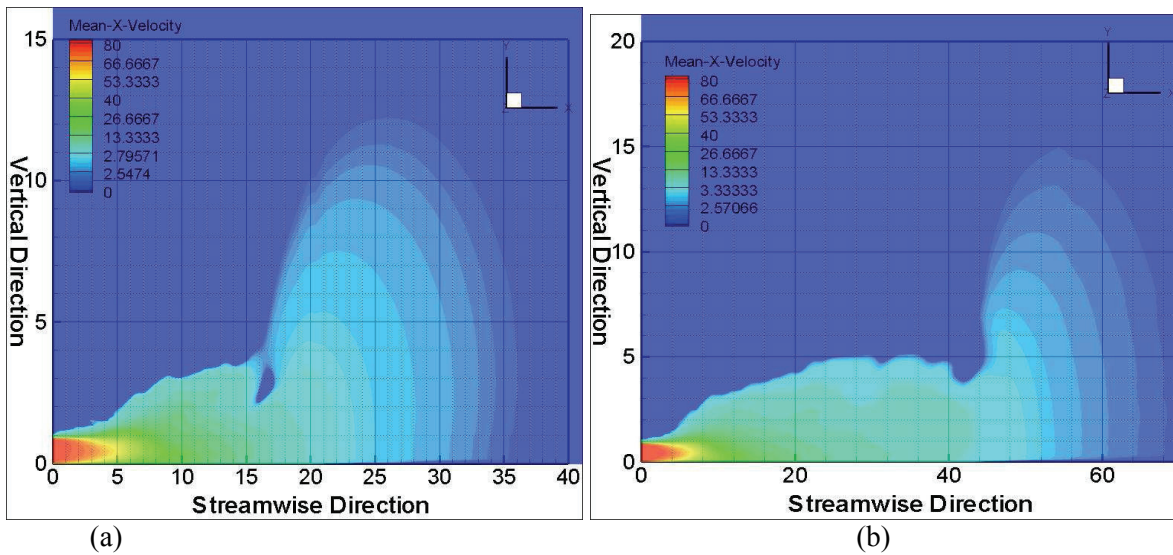 Mean-X-Velocity
80
66.6667
53.3333
40
26.6667
13.3333
2.79571
2.5474
0
15
10
5
0
Vertical Direction
Y
Z
X
0 5 10 15 20 25 30 35 40
Streamwise Direction
(a)
Mean-X-Velocity
80
66.6667
53.3333
40
26.6667
13.3333
3.33333
2.57066
0
20
15
10
5
0
Vertical Direction
Y
Z
X
0 20 40 60
Streamwise Direction
(b)